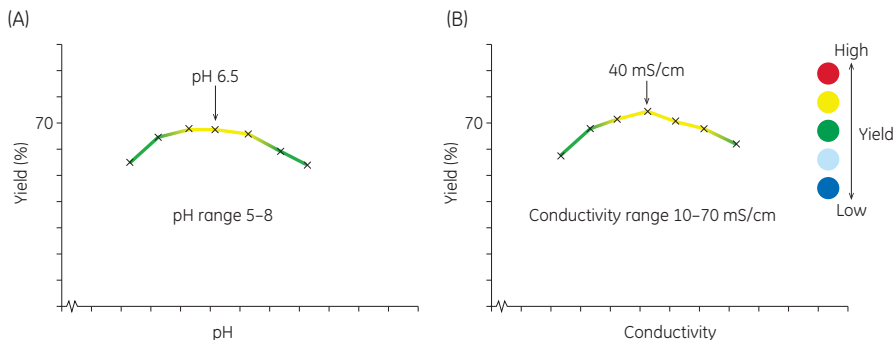 (A)
(B)
pH 6.5
70
Yield (%)
pH range 5–8
pH
40 mS/cm
70
Yield (%)
Conductivity range 10–70 mS/cm
Conductivity
High
Yield
Low